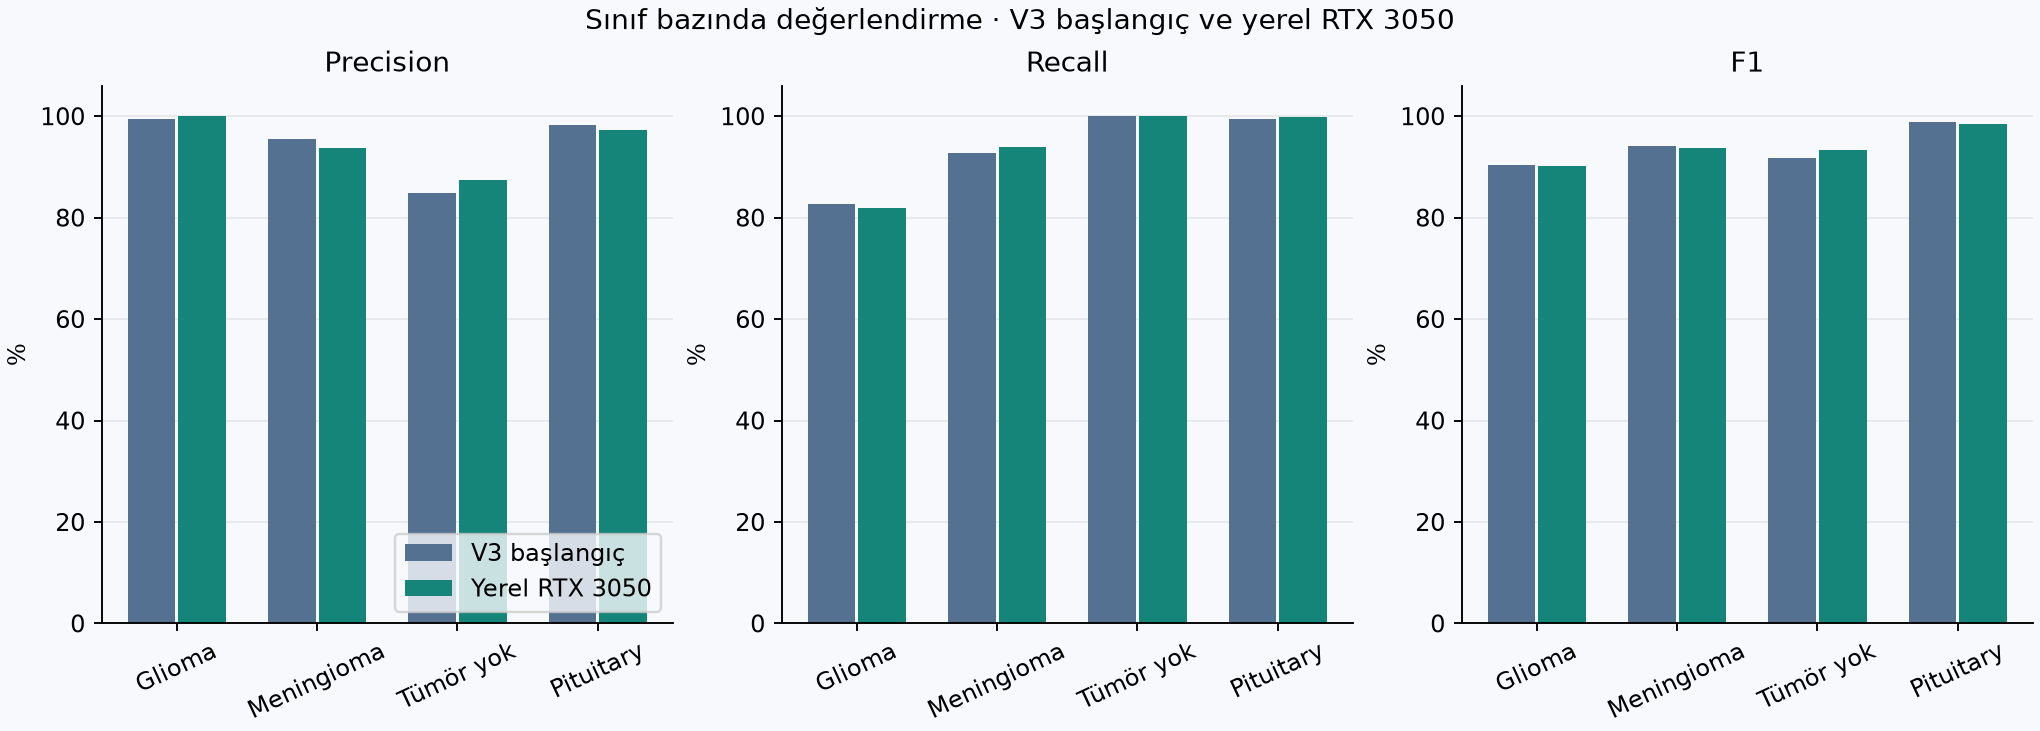 Sınıf bazında değerlendirme · V3 başlangıç ve yerel RTX 3050
Precision
%
100
80
60
40
20
0
Glioma
Meningioma
Tümör yok
Pituitary
V3 başlangıç
Yerel RTX 3050
Recall
%
100
80
60
40
20
0
Glioma
Meningioma
Tümör yok
Pituitary
F1
%
100
80
60
40
20
0
Glioma
Meningioma
Tümör yok
Pituitary